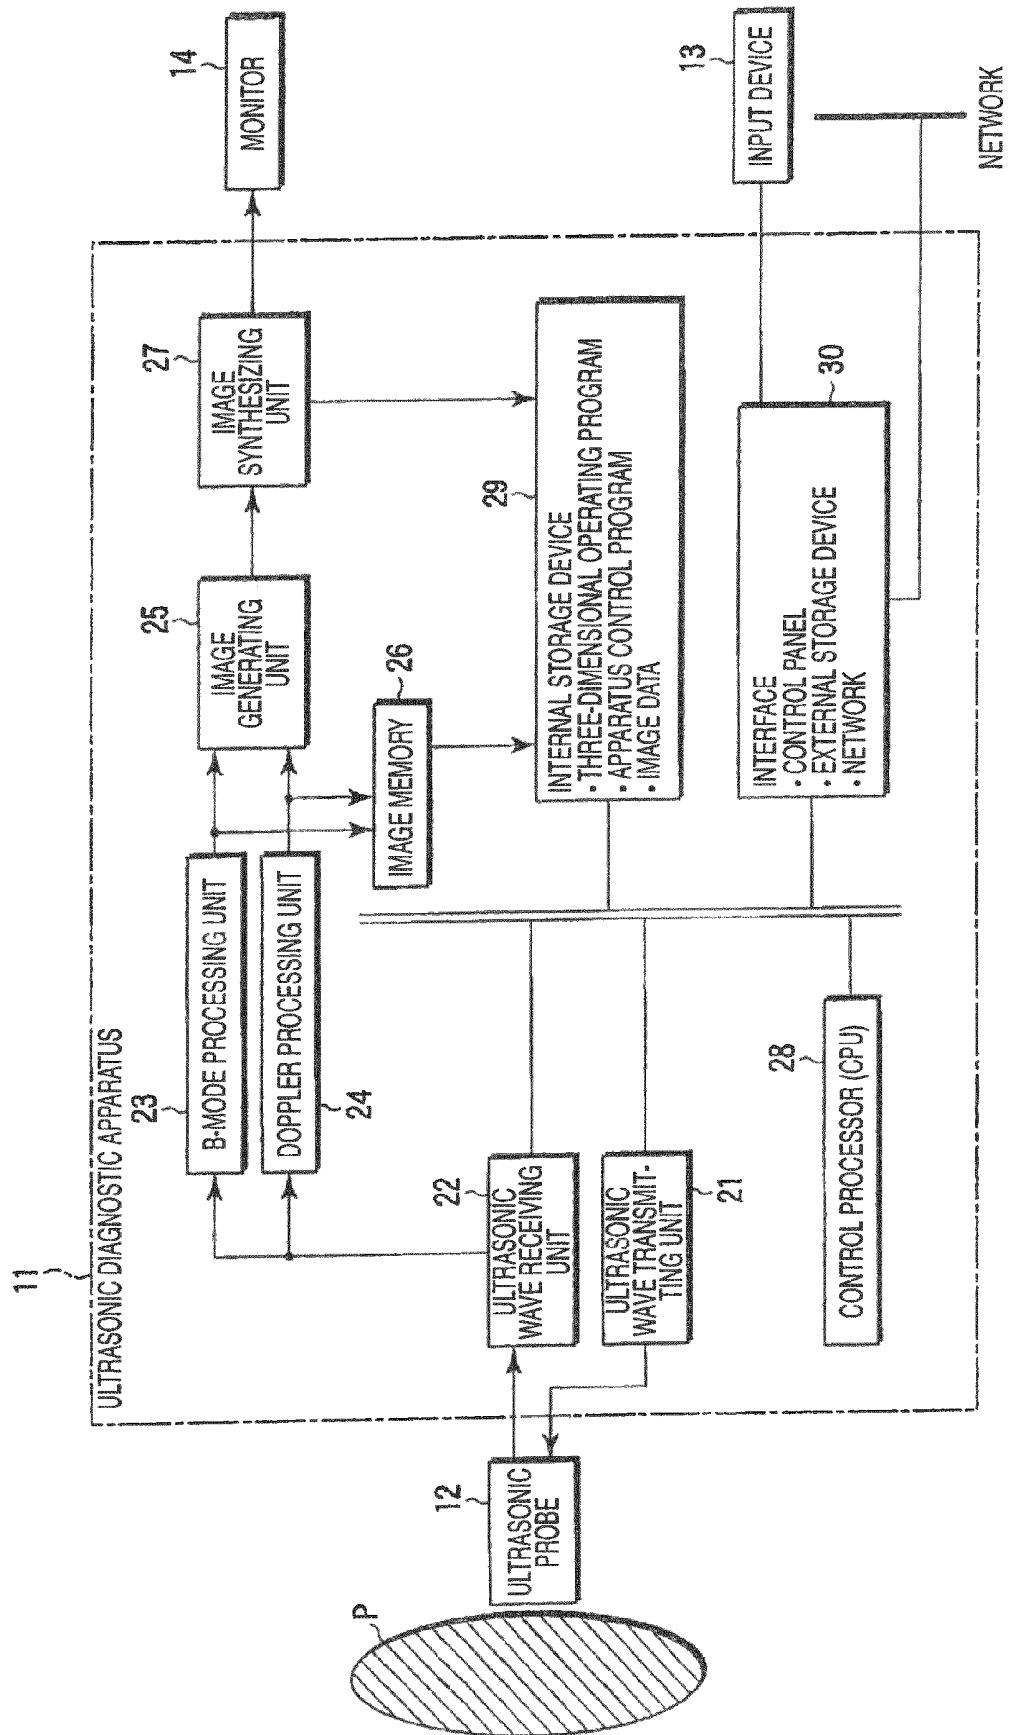 11
ULTRASONIC DIAGNOSTIC APPARATUS
P
12
ULTRASONIC
PROBE
22
ULTRASONIC
WAVE RECEIVING
UNIT
ULTRASONIC
WAVE TRANSMIT-
TING UNIT
21
23
B-MODE PROCESSING UNIT
DOPPLER PROCESSING UNIT
24
25
IMAGE
GENERATING
UNIT
26
IMAGE MEMORY
27
IMAGE
SYNTHESIZING
UNIT
14
MONITOR
28
CONTROL PROCESSOR (CPU)
29
INTERNAL STORAGE DEVICE
• THREE-DIMENSIONAL OPERATING PROGRAM
• APPARATUS CONTROL PROGRAM
• IMAGE DATA
30
INTERFACE
• CONTROL PANEL
• EXTERNAL STORAGE DEVICE
• NETWORK
13
INPUT DEVICE
NETWORK